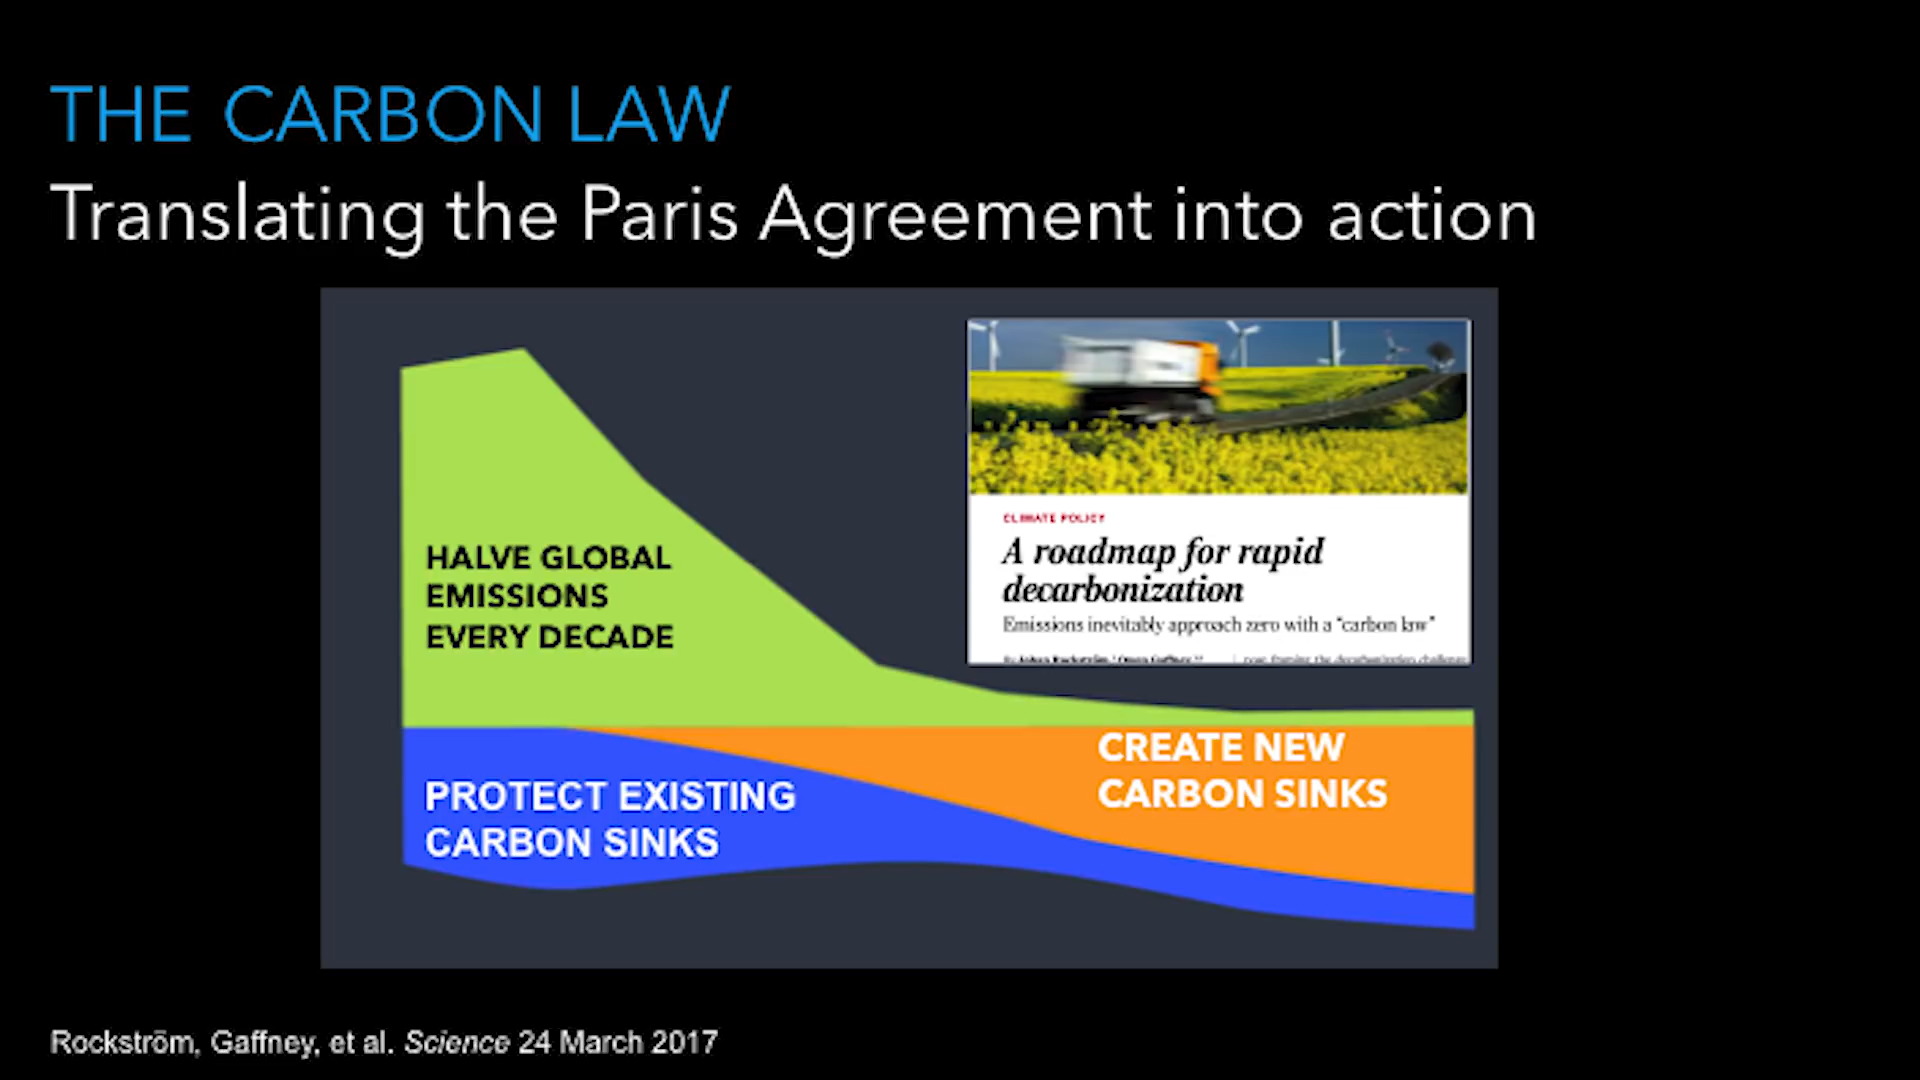 THE CARBON LAW
Translating the Paris Agreement into action
HALVE GLOBAL
EMISSIONS
EVERY DECADE
PROTECT EXISTING
CARBON SINKS
CREATE NEW
CARBON SINKS
CLIMATE POLICY
A roadmap for rapid
decarbonization
Emissions inevitably approach zero with a “carbon law”
Rockström, Gaffney, et al. Science 24 March 2017